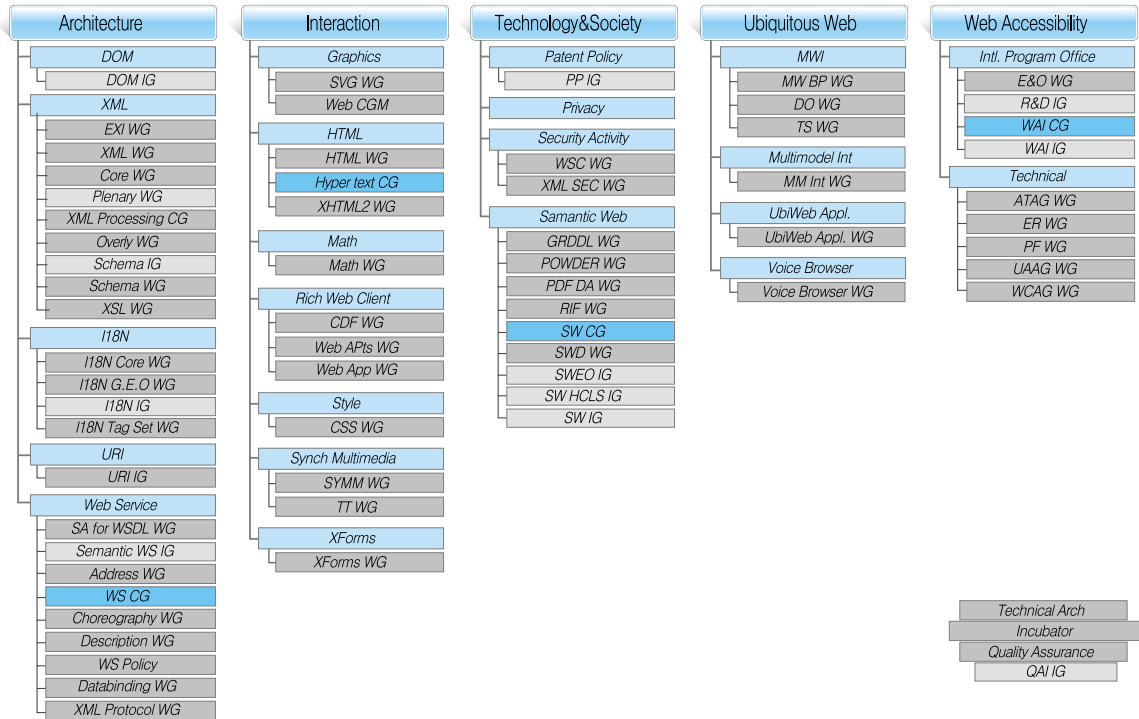 Architecture
DOM
DOM IG
XML
EXI WG
XML WG
Core WG
Plenary WG
XML Processing CG
Overly WG
Schema IG
Schema WG
XSL WG
I18N
I18N Core WG
I18N G.E.O WG
I18N IG
I18N Tag Set WG
URI
URI IG
Web Service
SA for WSDL WG
Semantic WS IG
Address WG
WS CG
Choreography WG
Description WG
WS Policy
Databinding WG
XML Protocol WG
Interaction
Graphics
SVG WG
Web CGM
HTML
HTML WG
Hyper text CG
XHTML2 WG
Math
Math WG
Rich Web Client
CDF WG
Web APts WG
Web App WG
Style
CSS WG
Synch Multimedia
SYMM WG
TT WG
XForms
XForms WG
Technology&Society
Patent Policy
PP IG
Privacy
Security Activity
WSC WG
XML SEC WG
Samantic Web
GRDDL WG
POWDER WG
PDF DA WG
RIF WG
SW CG
SWD WG
SWEO IG
SW HCLS IG
SW IG
Ubiquitous Web
MWI
MW BP WG
DO WG
TS WG
Multimodel Int
MM Int WG
UbiWeb Appl.
UbiWeb Appl. WG
Voice Browser
Voice Browser WG
Web Accessibility
Intl. Program Office
E&O WG
R&D IG
WAI CG
WAI IG
Technical
ATAG WG
ER WG
PF WG
UAAG WG
WCAG WG
Technical Arch
Incubator
Quality Assurance
QAI IG